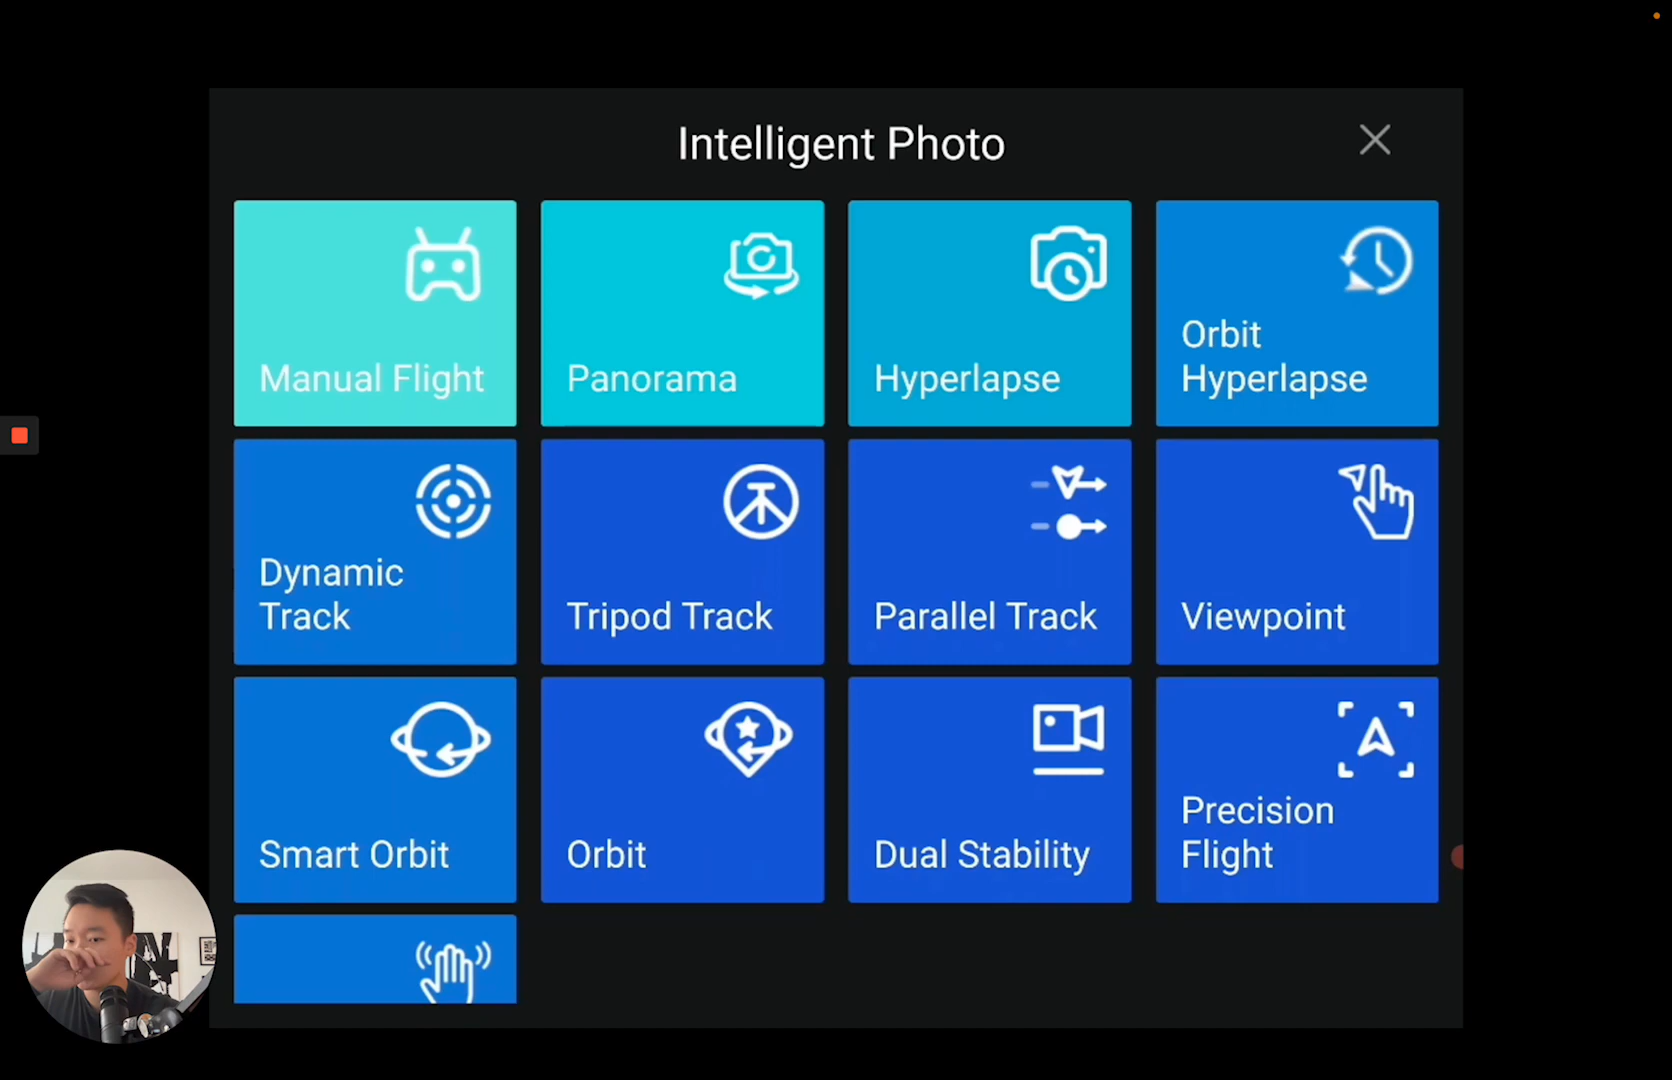 Intelligent Photo
Manual Flight
Panorama
Hyperlapse
Orbit
Hyperlapse
Dynamic
Track
Tripod Track
Parallel Track
Viewpoint
Smart Orbit
Orbit
Dual Stability
Precision
Flight